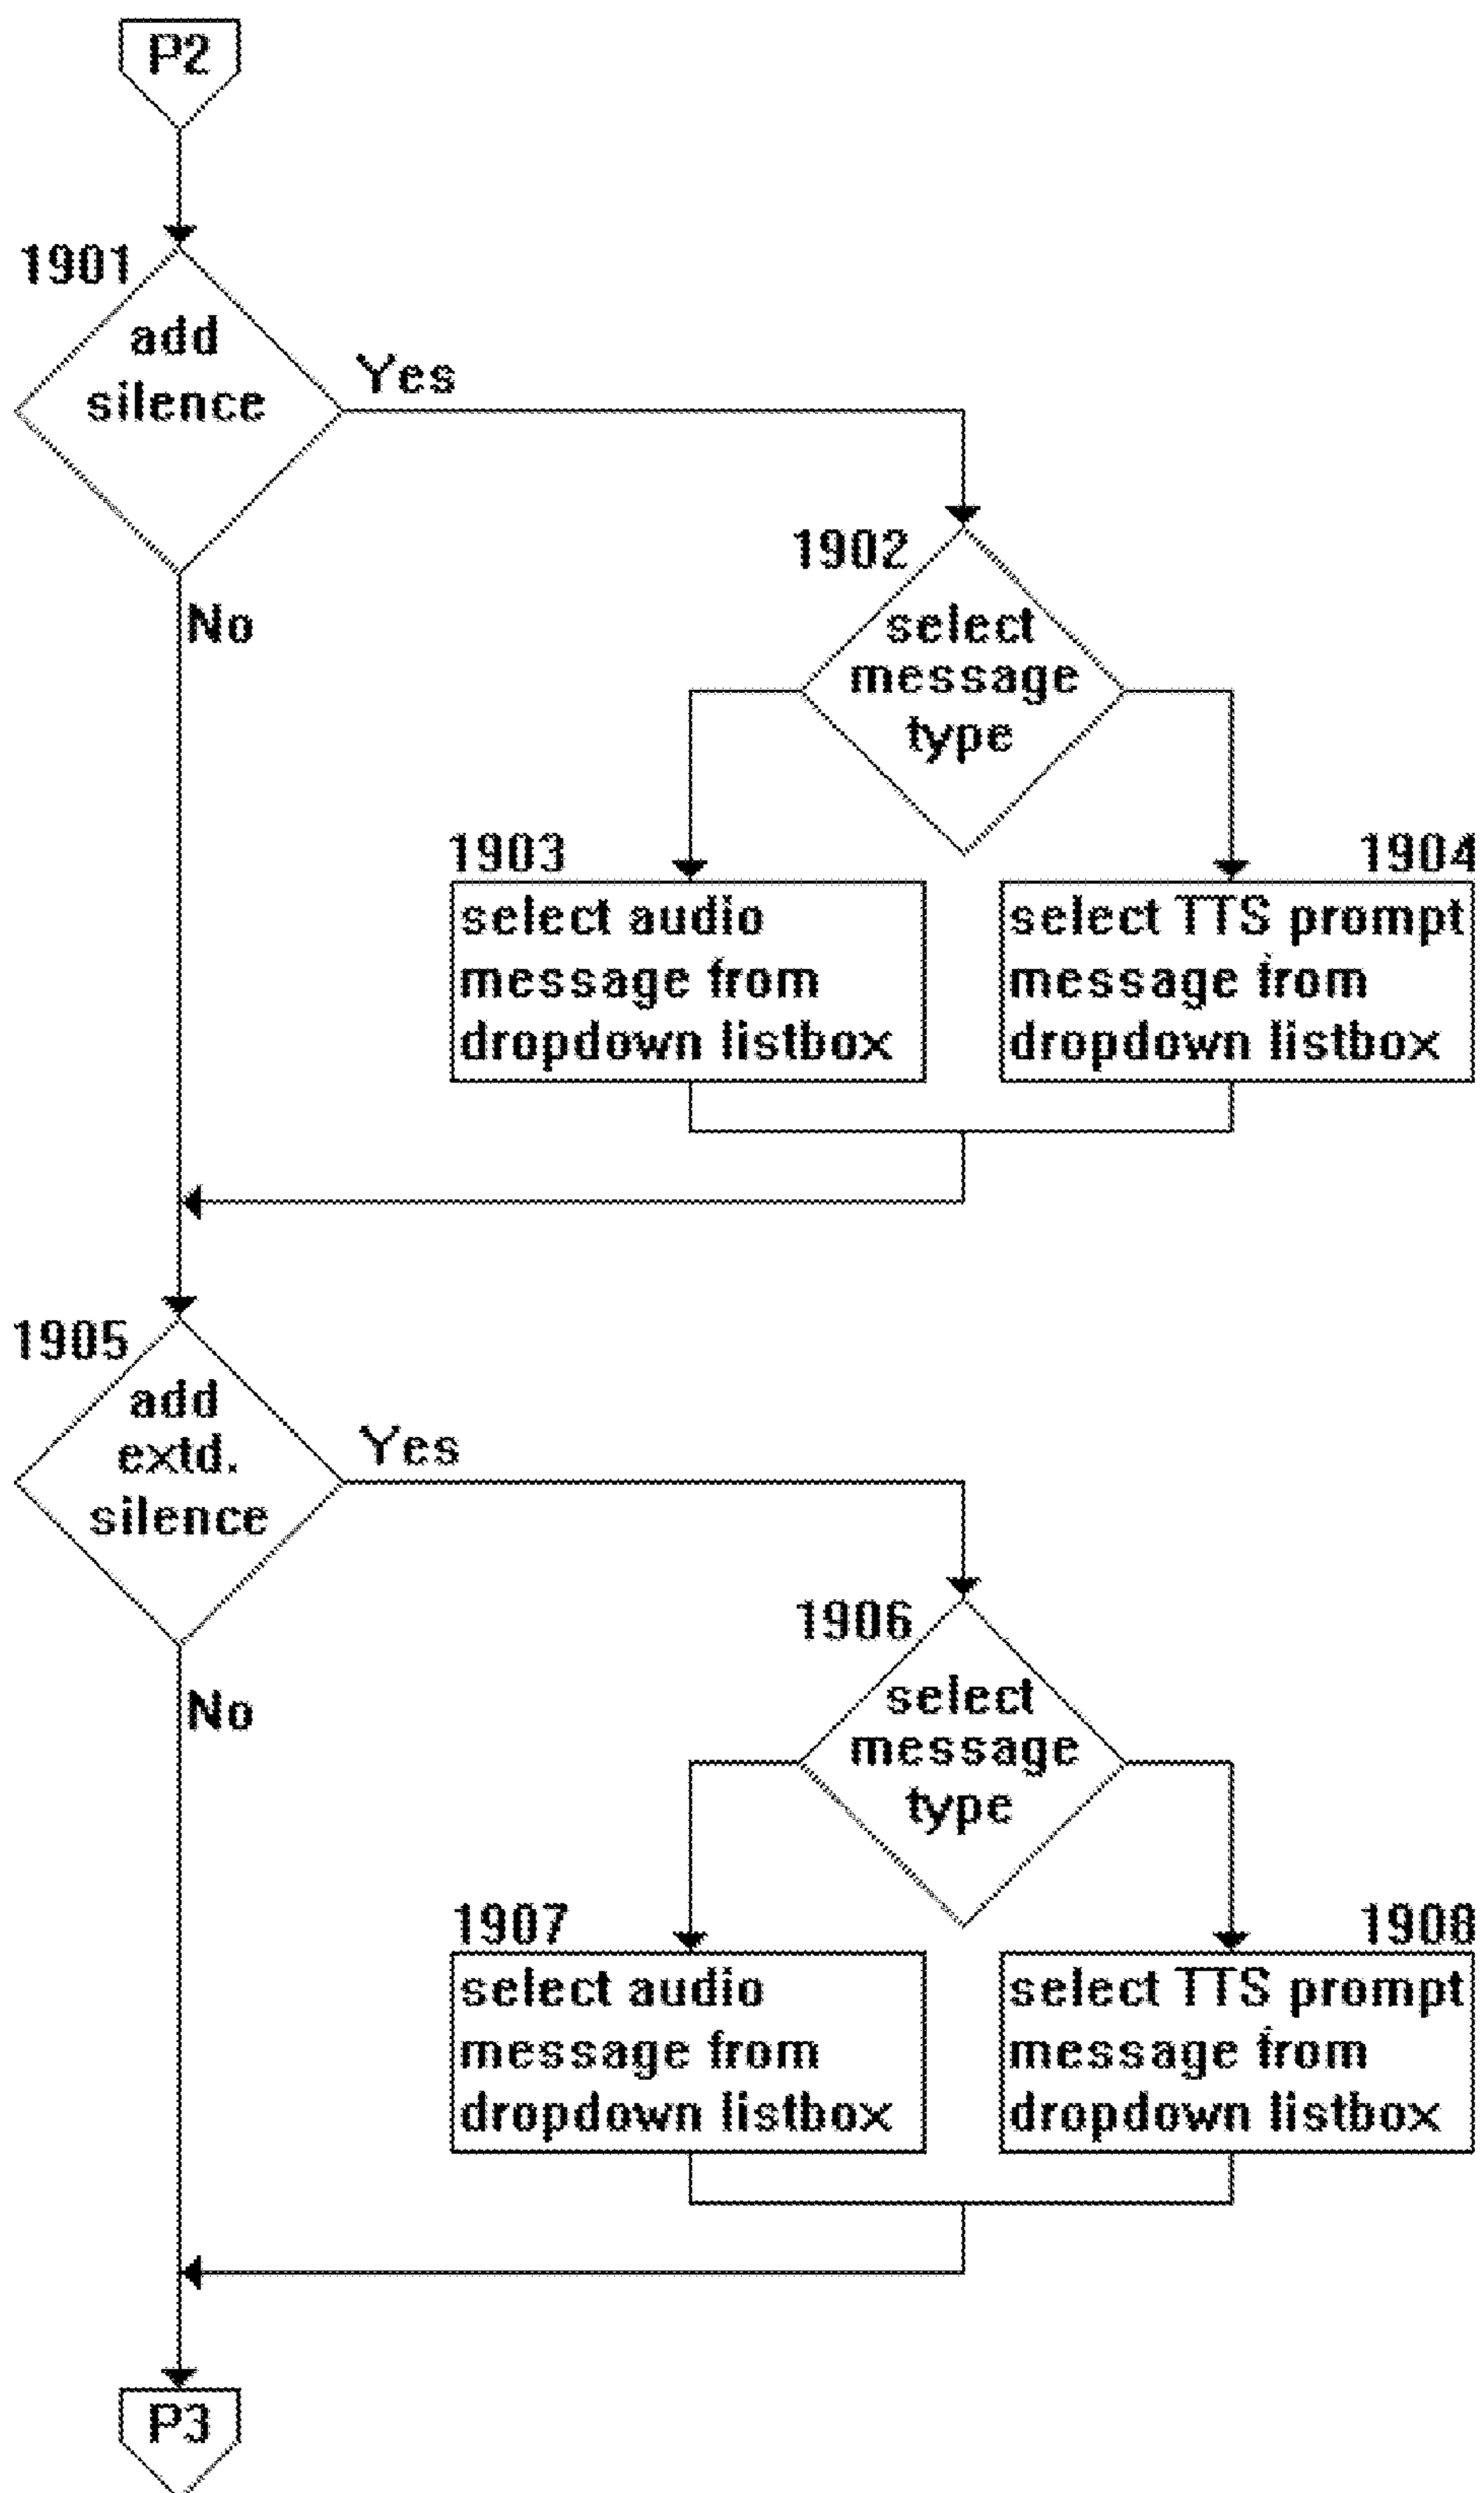 P2
1901
add
silence
Yes
No
1902
select
message
type
1903
select audio
message from
dropdown listbox
1904
select TTS prompt
message from
dropdown listbox
1905
add
extd.
silence
Yes
No
1906
select
message
type
1907
select audio
message from
dropdown listbox
1908
select TTS prompt
message from
dropdown listbox
P3